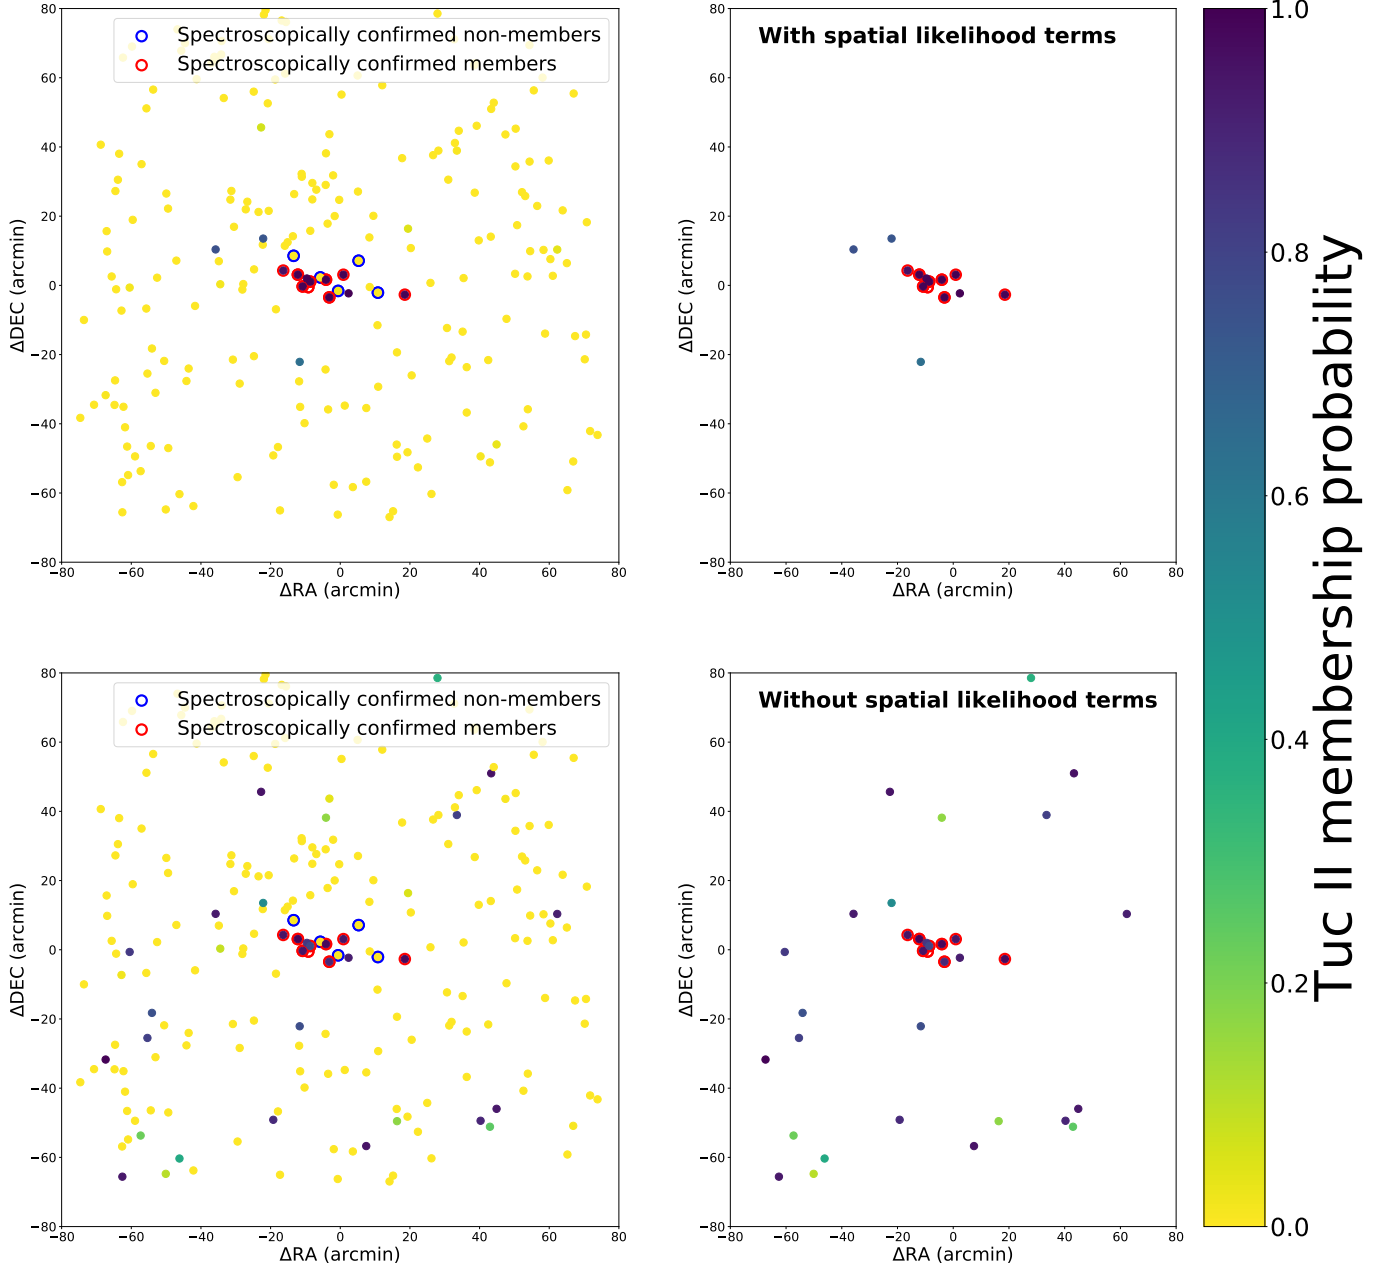 Spectroscopically confirmed non-members
Spectroscopically confirmed members
80
60
40
20
0
−20
−40
−60
−80
−80 −60 −40 −20 0 20 40 60 80
ΔDEC (arcmin)
ΔRA (arcmin)
With spatial likelihood terms
80
60
40
20
0
−20
−40
−60
−80
−80 −60 −40 −20 0 20 40 60 80
ΔDEC (arcmin)
ΔRA (arcmin)
Spectroscopically confirmed non-members
Spectroscopically confirmed members
80
60
40
20
0
−20
−40
−60
−80
−80 −60 −40 −20 0 20 40 60 80
ΔDEC (arcmin)
ΔRA (arcmin)
Without spatial likelihood terms
80
60
40
20
0
−20
−40
−60
−80
−80 −60 −40 −20 0 20 40 60 80
ΔDEC (arcmin)
ΔRA (arcmin)
1.0
0.8
0.6
0.4
0.2
0.0
Tuc II membership probability